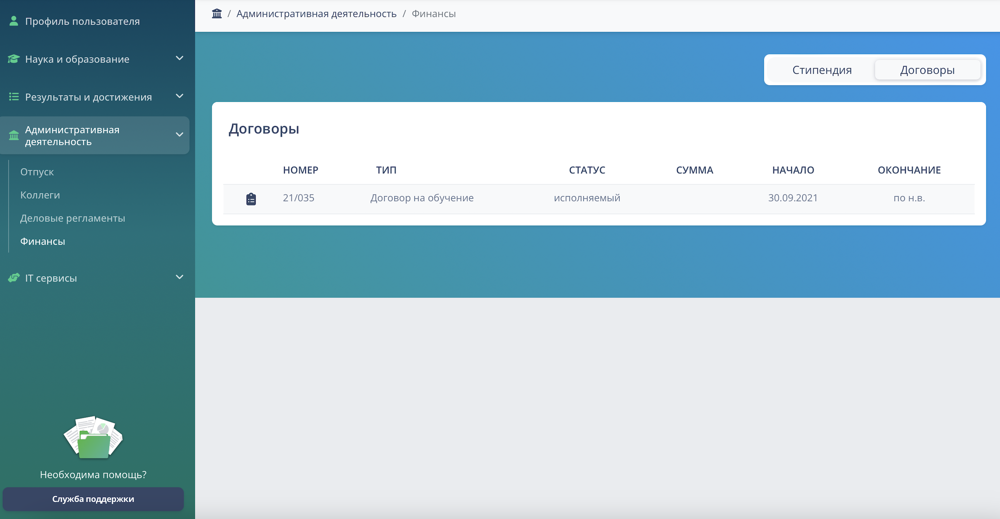 Профиль пользователя
Наука и образование
Результаты и достижения
Административная
деятельность
Отпуск
Коллеги
Деловые регламенты
Финансы
IT сервисы
Необходима помощь?
Служба поддержки
/ Административная деятельность / Финансы
Стипендия Договоры
Договоры
НОМЕР ТИП СТАТУС СУММА НАЧАЛО ОКОНЧАНИЕ
21/035 Договор на обучение исполняемый 30.09.2021 по н.в.